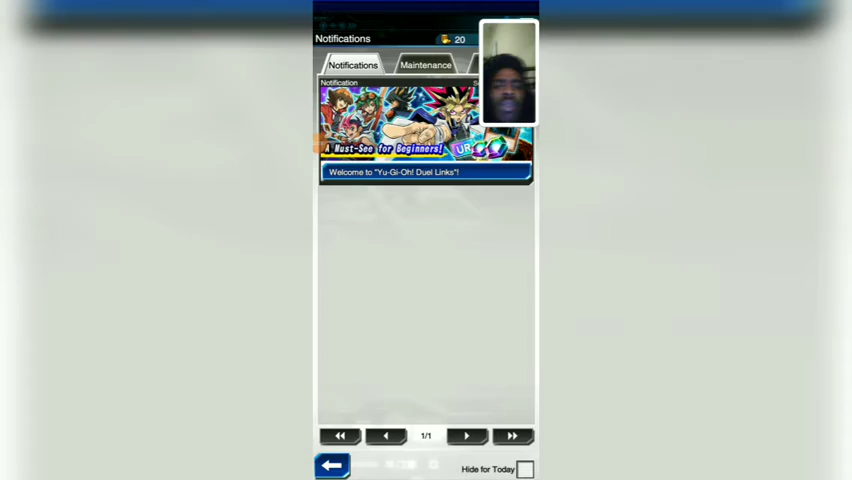 Notifications
20
Notifications
Maintenance
Notification
A Must-See for Beginners!
UR
Welcome to "Yu-Gi-Oh! Duel Links"!
1/1
Hide for Today